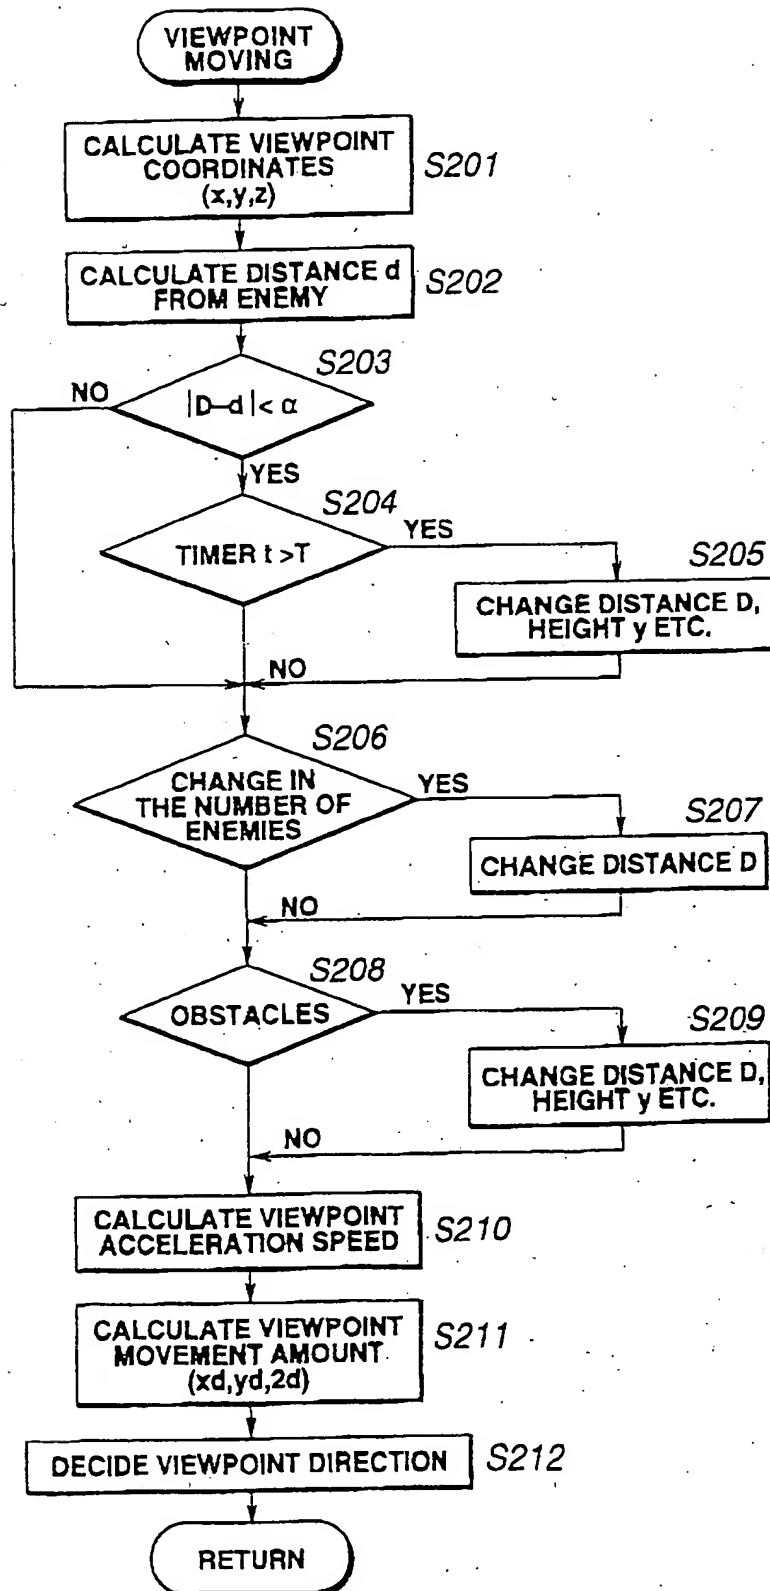 VIEWPOINT
MOVING
CALCULATE VIEWPOINT
COORDINATES
(x,y,z)
S201
CALCULATE DISTANCE d
FROM ENEMY
S202
S203
NO
|D-d|< α
YES
S204
TIMER t >T
YES
S205
CHANGE DISTANCE D,
HEIGHT y ETC.
NO
S206
CHANGE IN
THE NUMBER OF
ENEMIES
YES
S207
CHANGE DISTANCE D
NO
S208
OBSTACLES
YES
S209
CHANGE DISTANCE D,
HEIGHT y ETC.
NO
CALCULATE VIEWPOINT
ACCELERATION SPEED
S210
CALCULATE VIEWPOINT
MOVEMENT AMOUNT
(xd,yd,2d)
S211
DECIDE VIEWPOINT DIRECTION
S212
RETURN